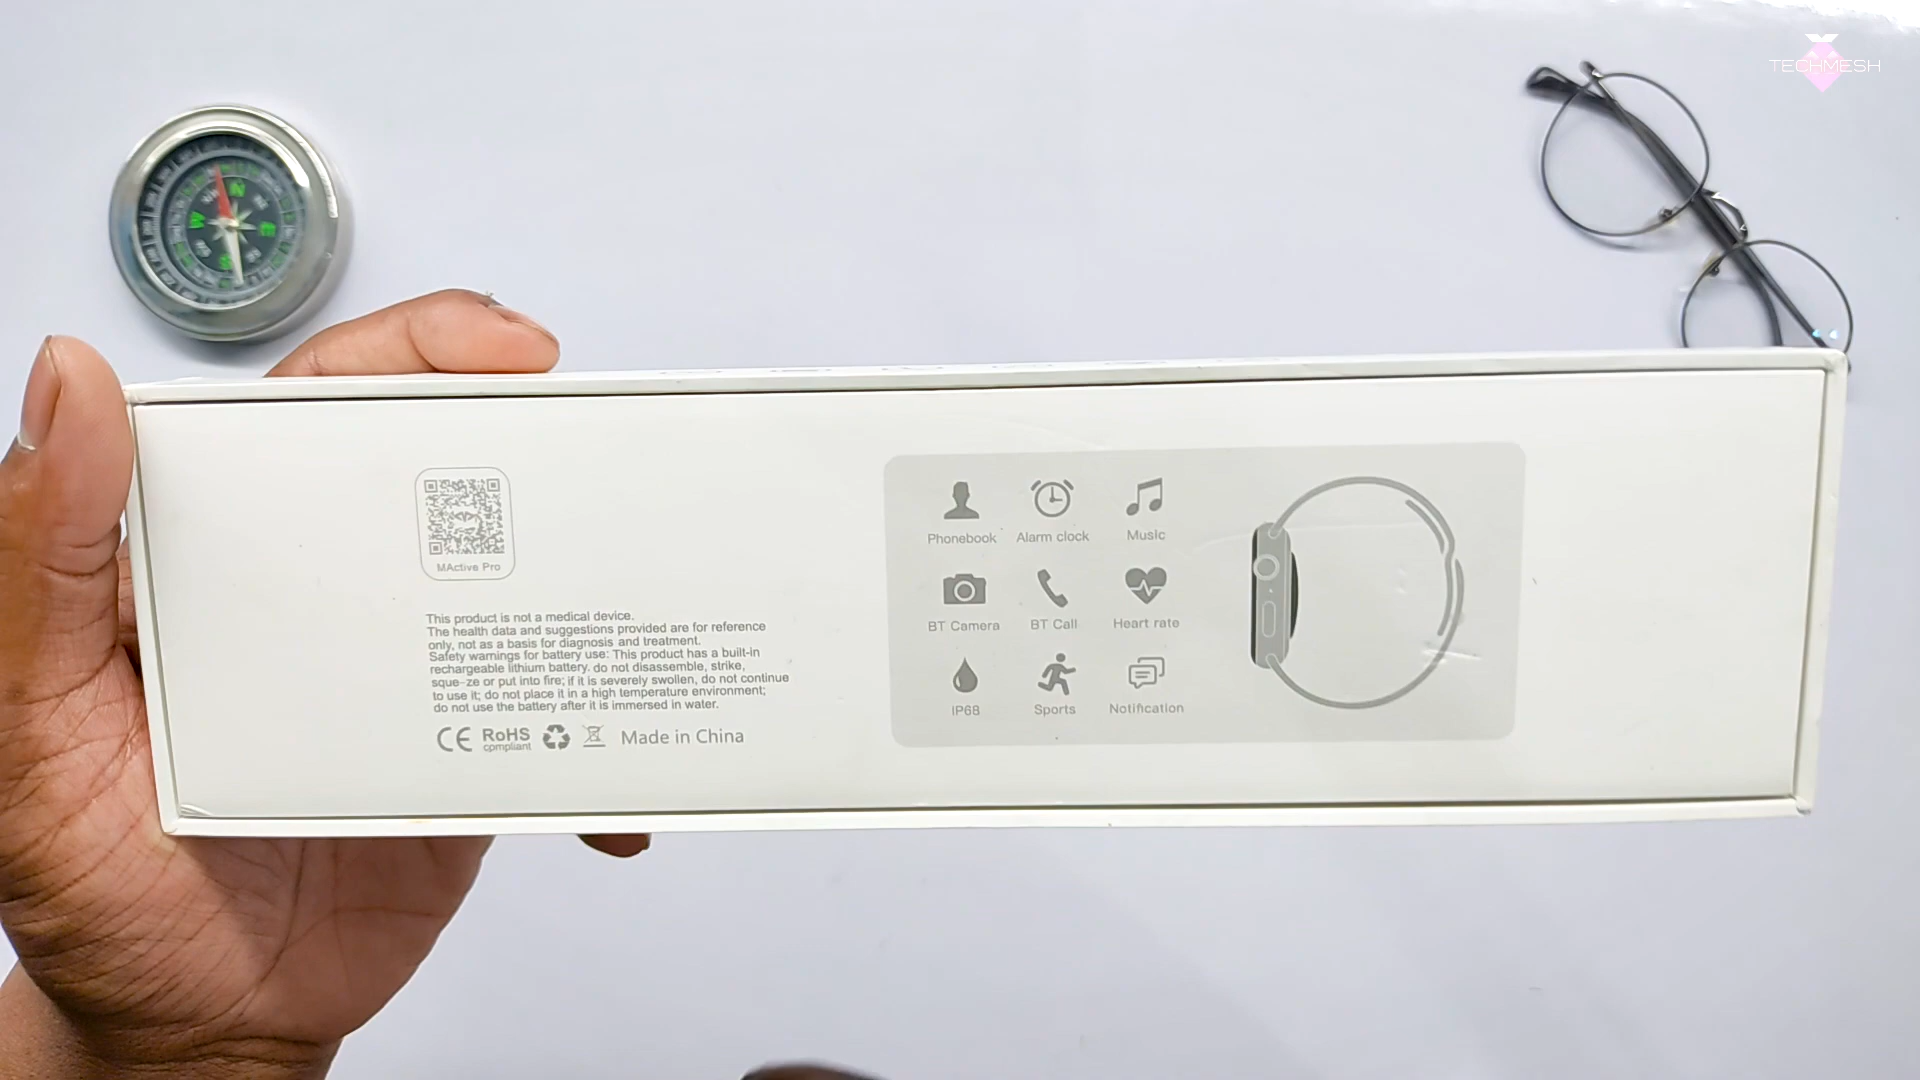 TECHMESH
N
W
E
S
MActive Pro
This product is not a medical device.
The health data and suggestions provided are for reference
only, not as a basis for diagnosis and treatment.
Safety warnings for battery use: This product has a built-in
rechargeable lithium battery. do not disassemble, strike,
sque-ze or put into fire; if it is severely swollen, do not continue
to use it; do not place it in a high temperature environment;
do not use the battery after it is immersed in water.
CE RoHS
compliant
Made in China
Phonebook Alarm clock Music
BT Camera BT Call Heart rate
IP68 Sports Notification